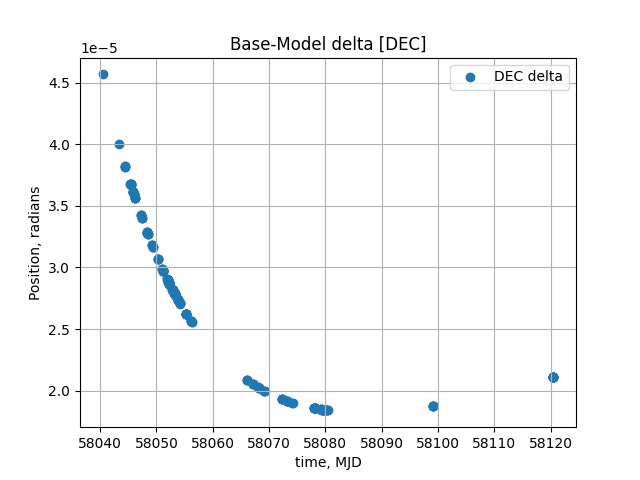 Base-Model delta [DEC]
1e−5
DEC delta
4.5
4.0
3.5
3.0
2.5
2.0
Position, radians
58040 58050 58060 58070 58080 58090 58100 58110 58120
time, MJD